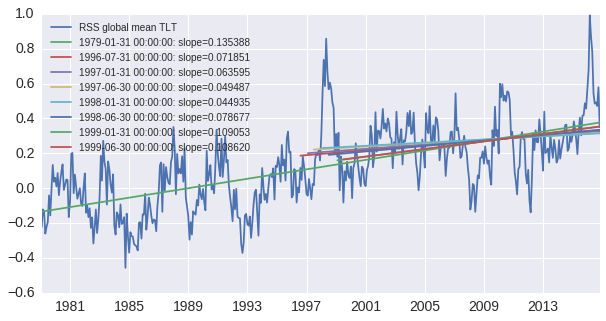 1.0
0.8
0.6
0.4
0.2
0.0
−0.2
−0.4
−0.6
RSS global mean TLT
1979-01-31 00:00:00: slope=0.135388
1996-07-31 00:00:00: slope=0.071851
1997-01-31 00:00:00: slope=0.063595
1997-06-30 00:00:00: slope=0.049487
1998-01-31 00:00:00: slope=0.044935
1998-06-30 00:00:00: slope=0.078677
1999-01-31 00:00:00: slope=0.109053
1999-06-30 00:00:00: slope=0.108620
1981 1985 1989 1993 1997 2001 2005 2009 2013